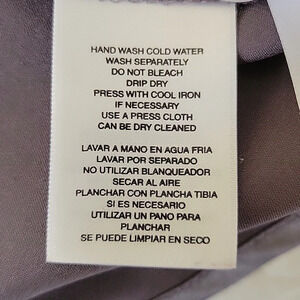 HAND WASH COLD WATER
WASH SEPARATELY
DO NOT BLEACH
DRIP DRY
PRESS WITH COOL IRON
IF NECESSARY
USE A PRESS CLOTH
CAN BE DRY CLEANED
LAVAR A MANO EN AGUA FRIA
LAVAR POR SEPARADO
NO UTILIZAR BLANQUEADOR
SECAR AL AIRE
PLANCHAR CON PLANCHA TIBIA
SI ES NECESARIO
UTILIZAR UN PANO PARA
PLANCHAR
SE PUEDE LIMPIAR EN SECO